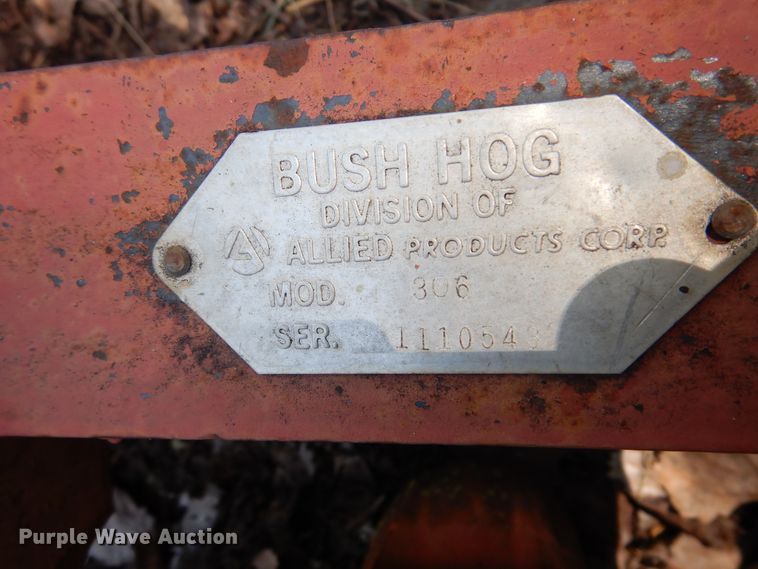 BUSH HOG
DIVISION OF
ALLIED PRODUCTS CORP.
MOD. 306
SER.
Purple Wave Auction